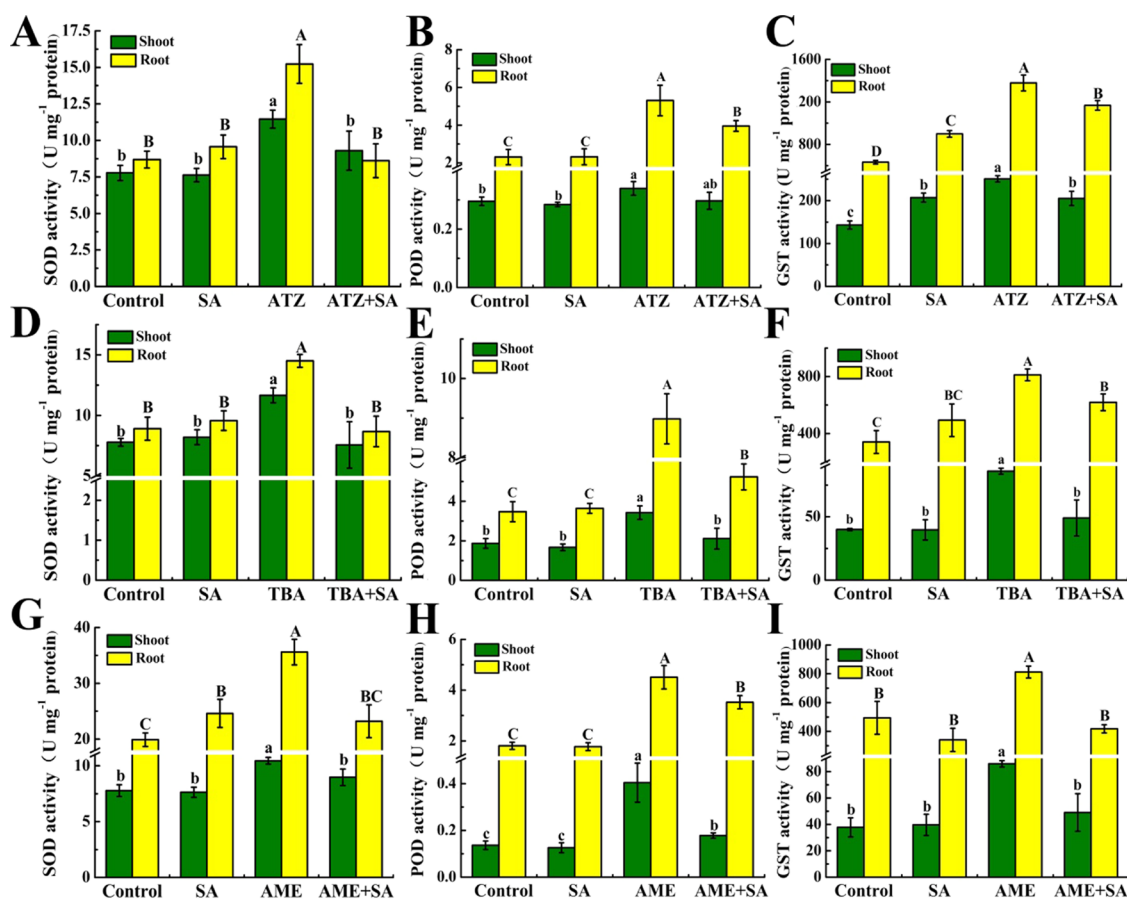 A
SOD activity（U mg-1 protein)
17.5
15.0
12.5
10.0
7.5
5.0
2.5
0.0
Shoot
Root
b B b B a A b B
Control SA ATZ ATZ+SA
B
POD activity（U mg-1 protein)
8
6
4
2
0.2
0.0
Shoot
Root
b C b C a A ab B
Control SA ATZ ATZ+SA
C
GST activity (U mg-1 protein）
1600
200
800
200
100
0
Shoot
Root
c D b C a A b B
Control SA ATZ ATZ+SA
D
SOD activity（U mg-1 protein)
15
10
5
2
1
0
Shoot
Root
b B b B a A b B
Control SA TBA TBA+SA
E
POD activity（U mg-1 protein)
10
8
4
2
0
Shoot
Root
b C b C a A b B
Control SA TBA TBA+SA
F
GST activity（U mg-1 protein)
800
400
50
0
Shoot
Root
b C b BC a A b B
Control SA TBA TBA+SA
G
SOD activity（U mg-1 protein)
40
30
20
10
5
0
Shoot
Root
b C b B a A b BC
Control SA AME AME+SA
H
POD activity（U mg-1 protein)
6
4
2
0.4
0.2
0.0
Shoot
Root
c C c C a A b B
Control SA AME AME+SA
I
GST activity（U mg-1 protein)
1000
800
600
400
80
60
40
20
0
Shoot
Root
b B b B a A b B
Control SA AME AME+SA